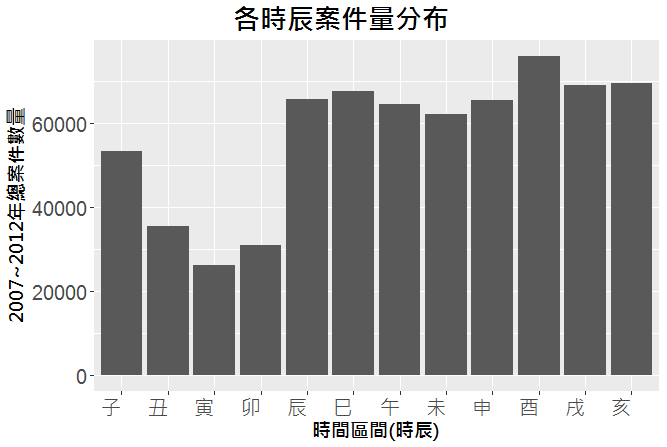 各時辰案件量分布
2007~2012年總案件數量
60000
40000
20000
0
子 丑 寅 卯 辰 巳 午 未 申 酉 戌 亥
時間區間(時辰)